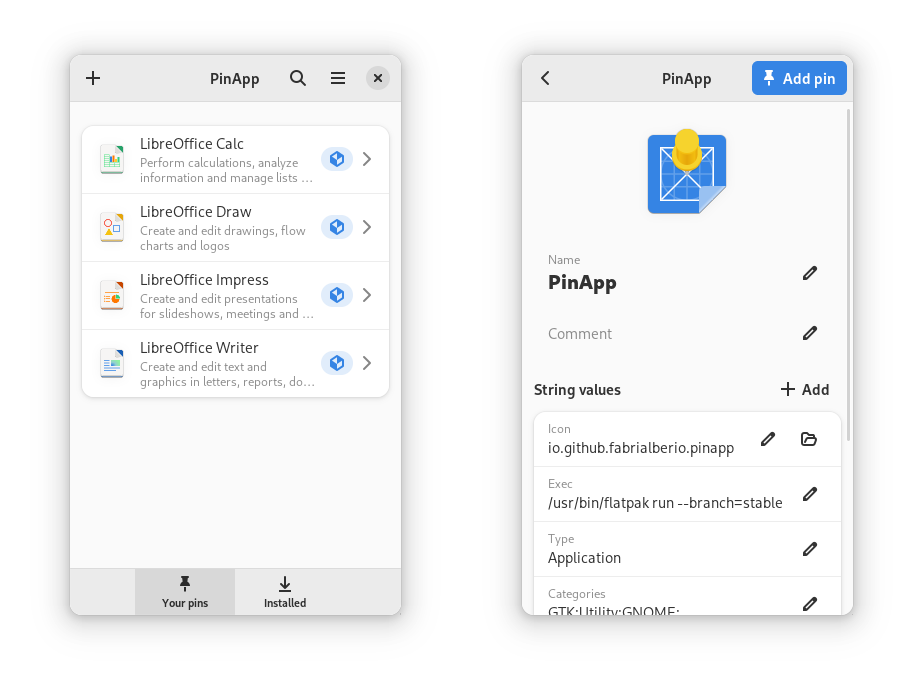 PinApp
LibreOffice Calc
Perform calculations, analyze
information and manage lists ...
LibreOffice Draw
Create and edit drawings, flow
charts and logos
LibreOffice Impress
Create and edit presentations
for slideshows, meetings and ...
LibreOffice Writer
Create and edit text and
graphics in letters, reports, do...
Your pins
Installed
PinApp
Add pin
Name
PinApp
Comment
String values
Add
Icon
io.github.fabrialberio.pinapp
Exec
/usr/bin/flatpak run --branch=stable
Type
Application
Categories
GTK;Utility;GNOME;